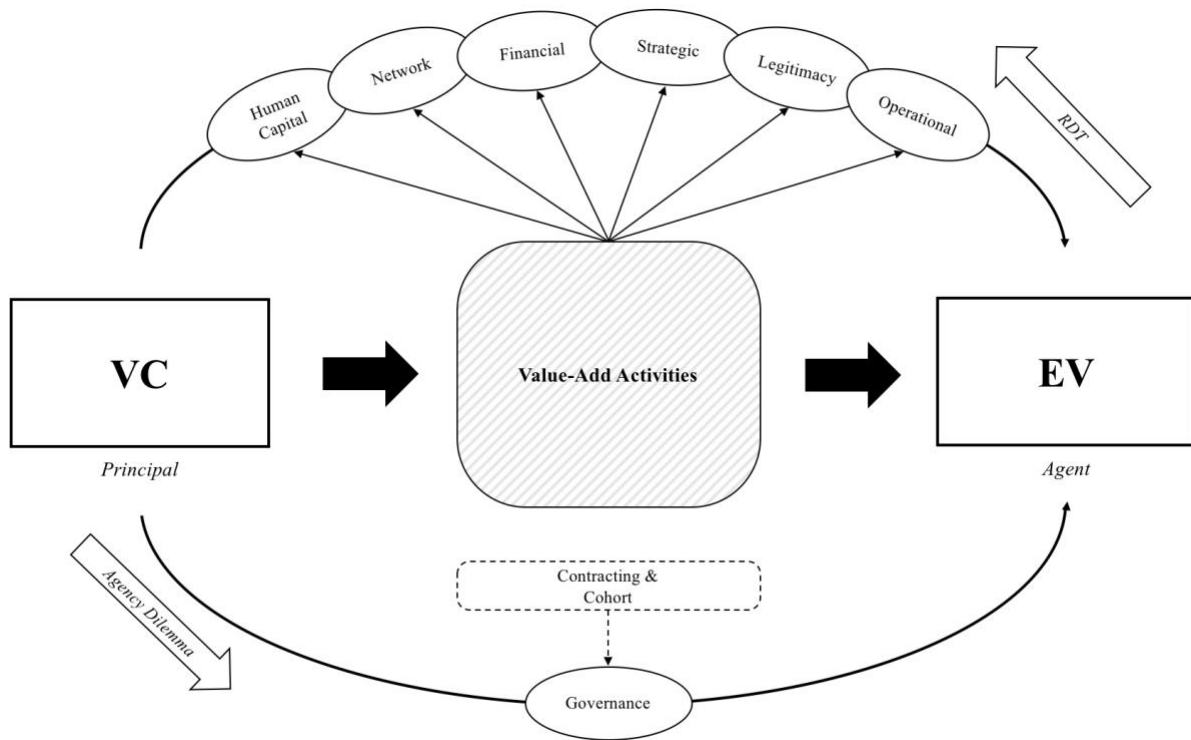 Human
Capital
Network
Financial
Strategic
Legitimacy
Operational
RDT
VC
Principal
Value-Add Activities
EV
Agent
Agency Dilemma
Contracting &
Cohort
Governance